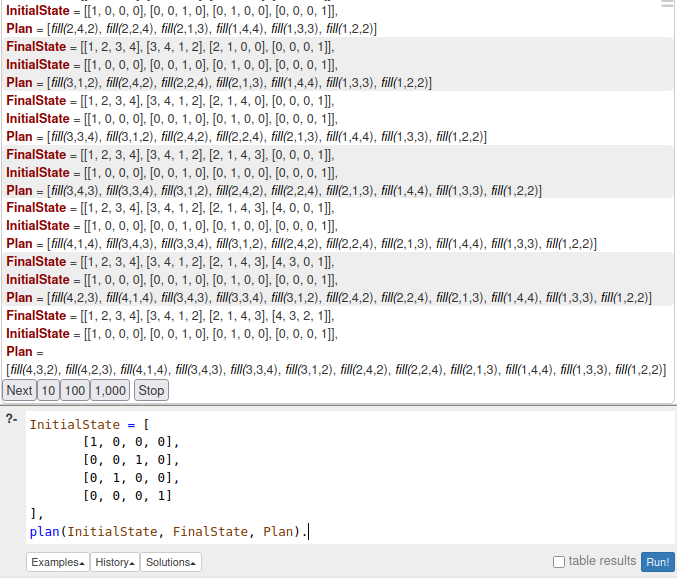 InitialState = [[1, 0, 0, 0], [0, 0, 1, 0], [0, 1, 0, 0], [0, 0, 0, 1]],
Plan = [fill(2,4,2), fill(2,2,4), fill(2,1,3), fill(1,4,4), fill(1,3,3), fill(1,2,2)]
FinalState = [[1, 2, 3, 4], [3, 4, 1, 2], [2, 1, 0, 0], [0, 0, 0, 1]],
InitialState = [[1, 0, 0, 0], [0, 0, 1, 0], [0, 1, 0, 0], [0, 0, 0, 1]],
Plan = [fill(3,1,2), fill(2,4,2), fill(2,2,4), fill(2,1,3), fill(1,4,4), fill(1,3,3), fill(1,2,2)]
FinalState = [[1, 2, 3, 4], [3, 4, 1, 2], [2, 1, 4, 0], [0, 0, 0, 1]],
InitialState = [[1, 0, 0, 0], [0, 0, 1, 0], [0, 1, 0, 0], [0, 0, 0, 1]],
Plan = [fill(3,3,4), fill(3,1,2), fill(2,4,2), fill(2,2,4), fill(2,1,3), fill(1,4,4), fill(1,3,3), fill(1,2,2)]
FinalState = [[1, 2, 3, 4], [3, 4, 1, 2], [2, 1, 4, 3], [0, 0, 0, 1]],
InitialState = [[1, 0, 0, 0], [0, 0, 1, 0], [0, 1, 0, 0], [0, 0, 0, 1]],
Plan = [fill(3,4,3), fill(3,3,4), fill(3,1,2), fill(2,4,2), fill(2,2,4), fill(2,1,3), fill(1,4,4), fill(1,3,3), fill(1,2,2)]
FinalState = [[1, 2, 3, 4], [3, 4, 1, 2], [2, 1, 4, 3], [4, 0, 0, 1]],
InitialState = [[1, 0, 0, 0], [0, 0, 1, 0], [0, 1, 0, 0], [0, 0, 0, 1]],
Plan = [fill(4,1,4), fill(3,4,3), fill(3,3,4), fill(3,1,2), fill(2,4,2), fill(2,2,4), fill(2,1,3), fill(1,4,4), fill(1,3,3), fill(1,2,2)]
FinalState = [[1, 2, 3, 4], [3, 4, 1, 2], [2, 1, 4, 3], [4, 3, 0, 1]],
InitialState = [[1, 0, 0, 0], [0, 0, 1, 0], [0, 1, 0, 0], [0, 0, 0, 1]],
Plan = [fill(4,2,3), fill(4,1,4), fill(3,4,3), fill(3,3,4), fill(3,1,2), fill(2,4,2), fill(2,2,4), fill(2,1,3), fill(1,4,4), fill(1,3,3), fill(1,2,2)]
FinalState = [[1, 2, 3, 4], [3, 4, 1, 2], [2, 1, 4, 3], [4, 3, 2, 1]],
InitialState = [[1, 0, 0, 0], [0, 0, 1, 0], [0, 1, 0, 0], [0, 0, 0, 1]],
Plan =
[fill(4,3,2), fill(4,2,3), fill(4,1,4), fill(3,4,3), fill(3,3,4), fill(3,1,2), fill(2,4,2), fill(2,2,4), fill(2,1,3), fill(1,4,4), fill(1,3,3), fill(1,2,2)]
Next 10 100 1,000 Stop
?- InitialState = [
[1, 0, 0, 0],
[0, 0, 1, 0],
[0, 1, 0, 0],
[0, 0, 0, 1]
],
plan(InitialState, FinalState, Plan).
Examples History Solutions table results Run!